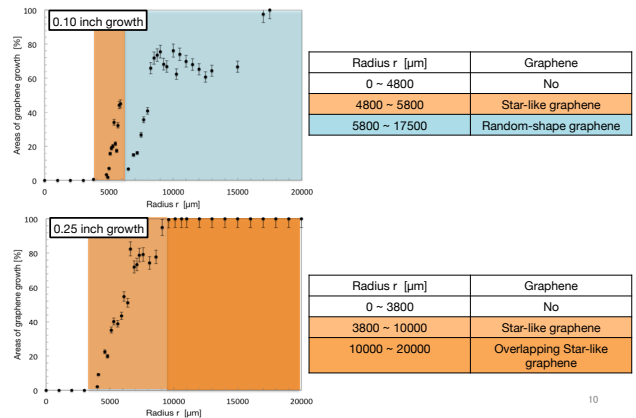 0.10 inch growth
Areas of graphene growth [%]
100
80
60
40
20
0
0 5000 10000 15000 20000
Radius r [μm]
Radius r [μm] Graphene
0 ~ 4800 No
4800 ~ 5800 Star-like graphene
5800 ~ 17500 Random-shape graphene
0.25 inch growth
Areas of graphene growth [%]
100
80
60
40
20
0
0 5000 10000 15000 20000
Radius r [μm]
Radius r [μm] Graphene
0 ~ 3800 No
3800 ~ 10000 Star-like graphene
10000 ~ 20000 Overlapping Star-like
graphene
10